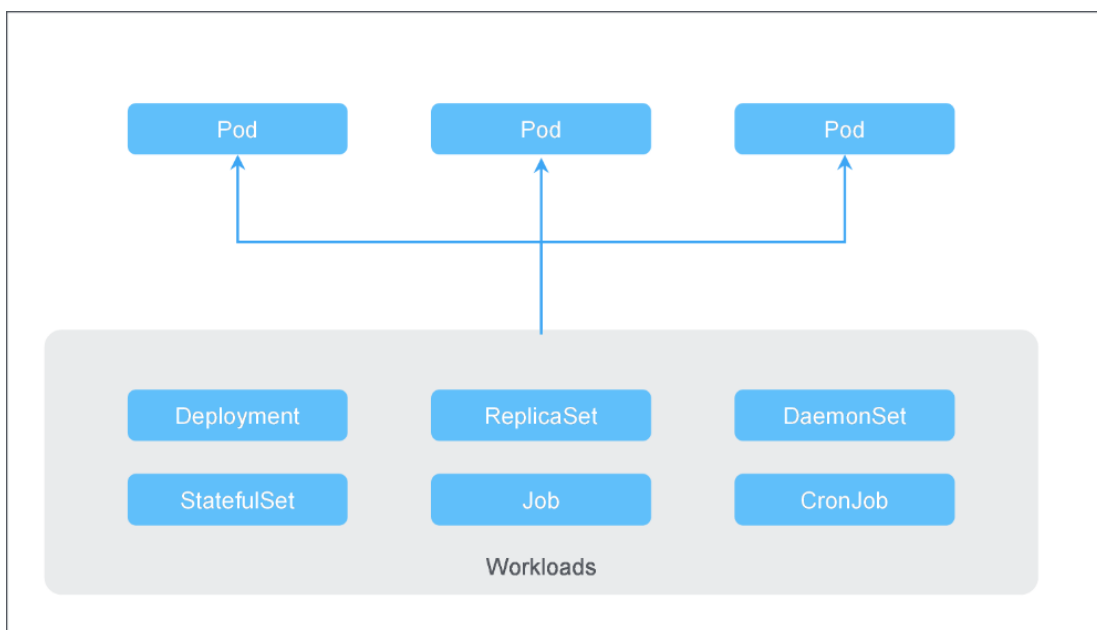 Pod
Pod
Pod
Deployment
ReplicaSet
DaemonSet
StatefulSet
Job
CronJob
Workloads